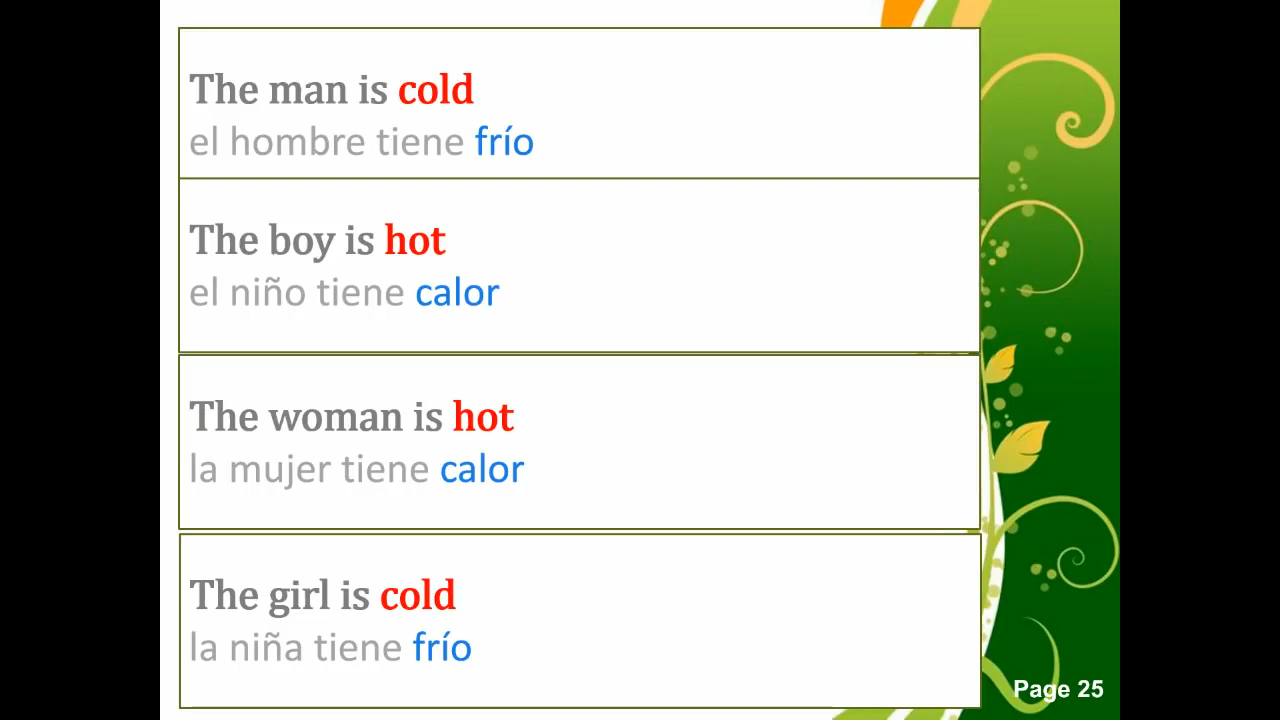 The man is cold
el hombre tiene frío
The boy is hot
el niño tiene calor
The woman is hot
la mujer tiene calor
The girl is cold
la niña tiene frío
Page 25